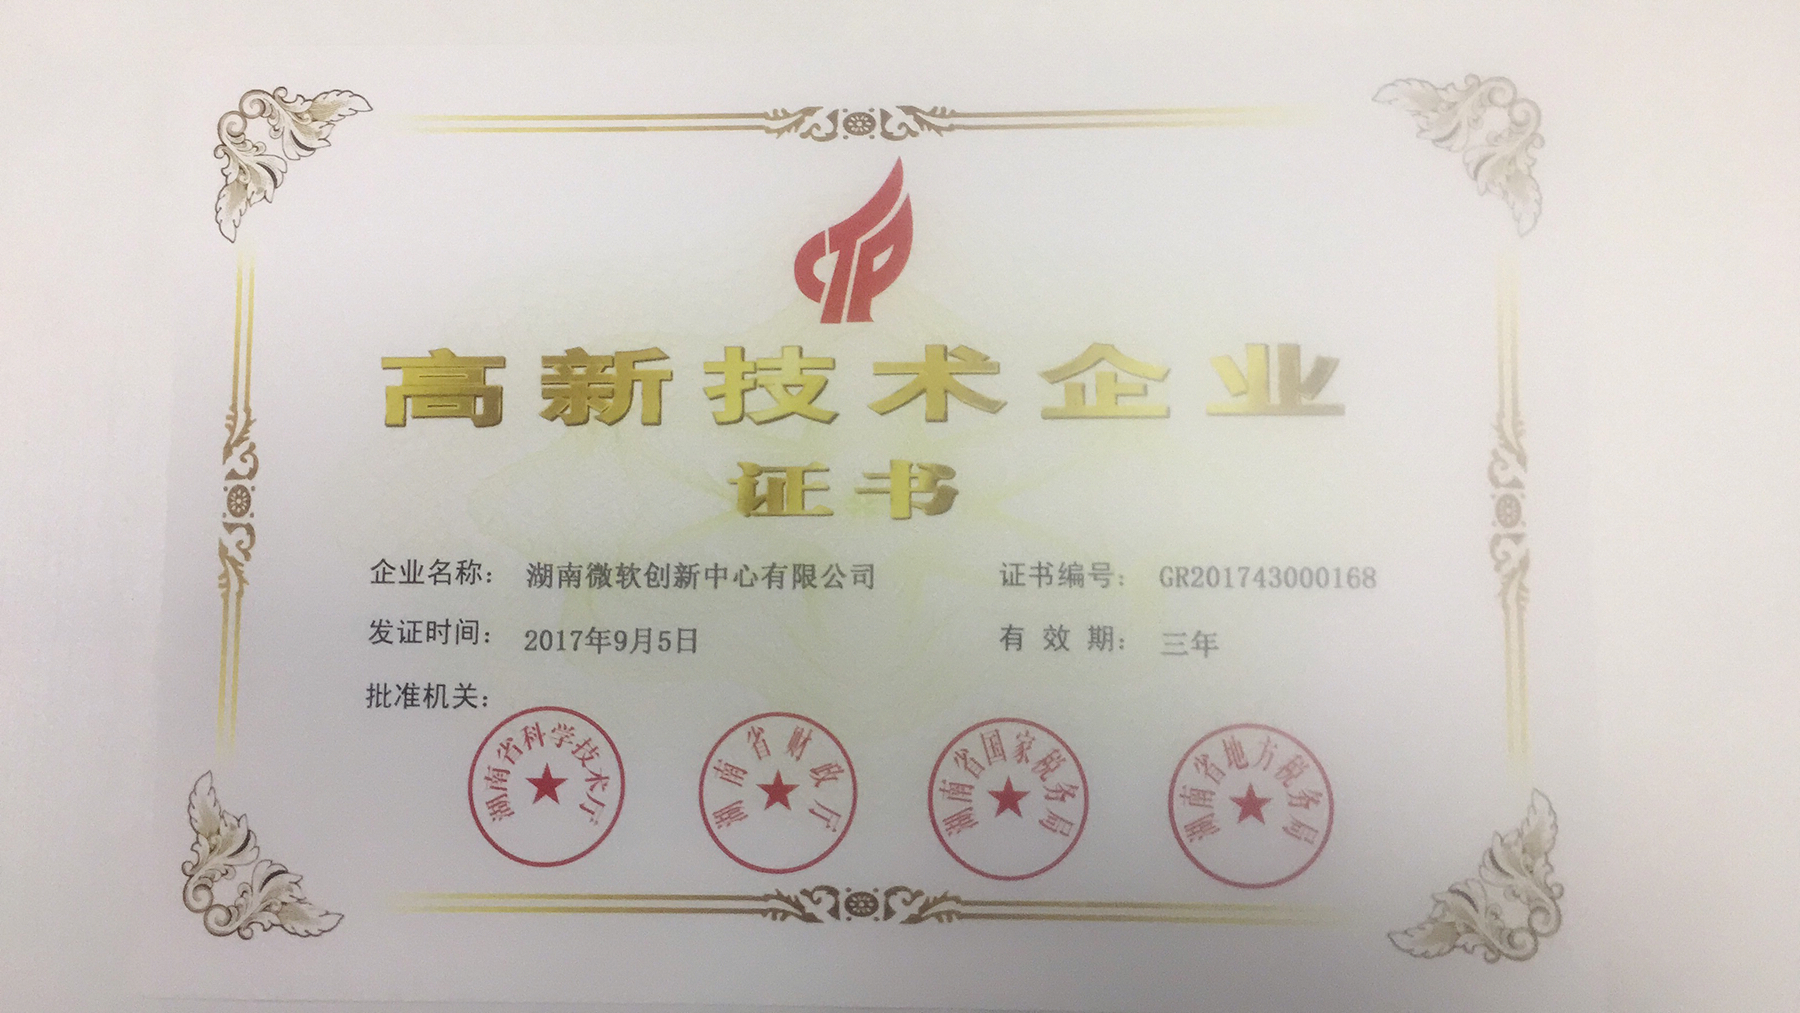 CTP
高新技术企业
证书
企业名称： 湖南微软创新中心有限公司 证书编号： GR201743000168
发证时间： 2017年9月5日 有 效 期： 三年
批准机关：
湖南省科学技术厅 湖南省财政厅 湖南省国家税务局 湖南省地方税务局